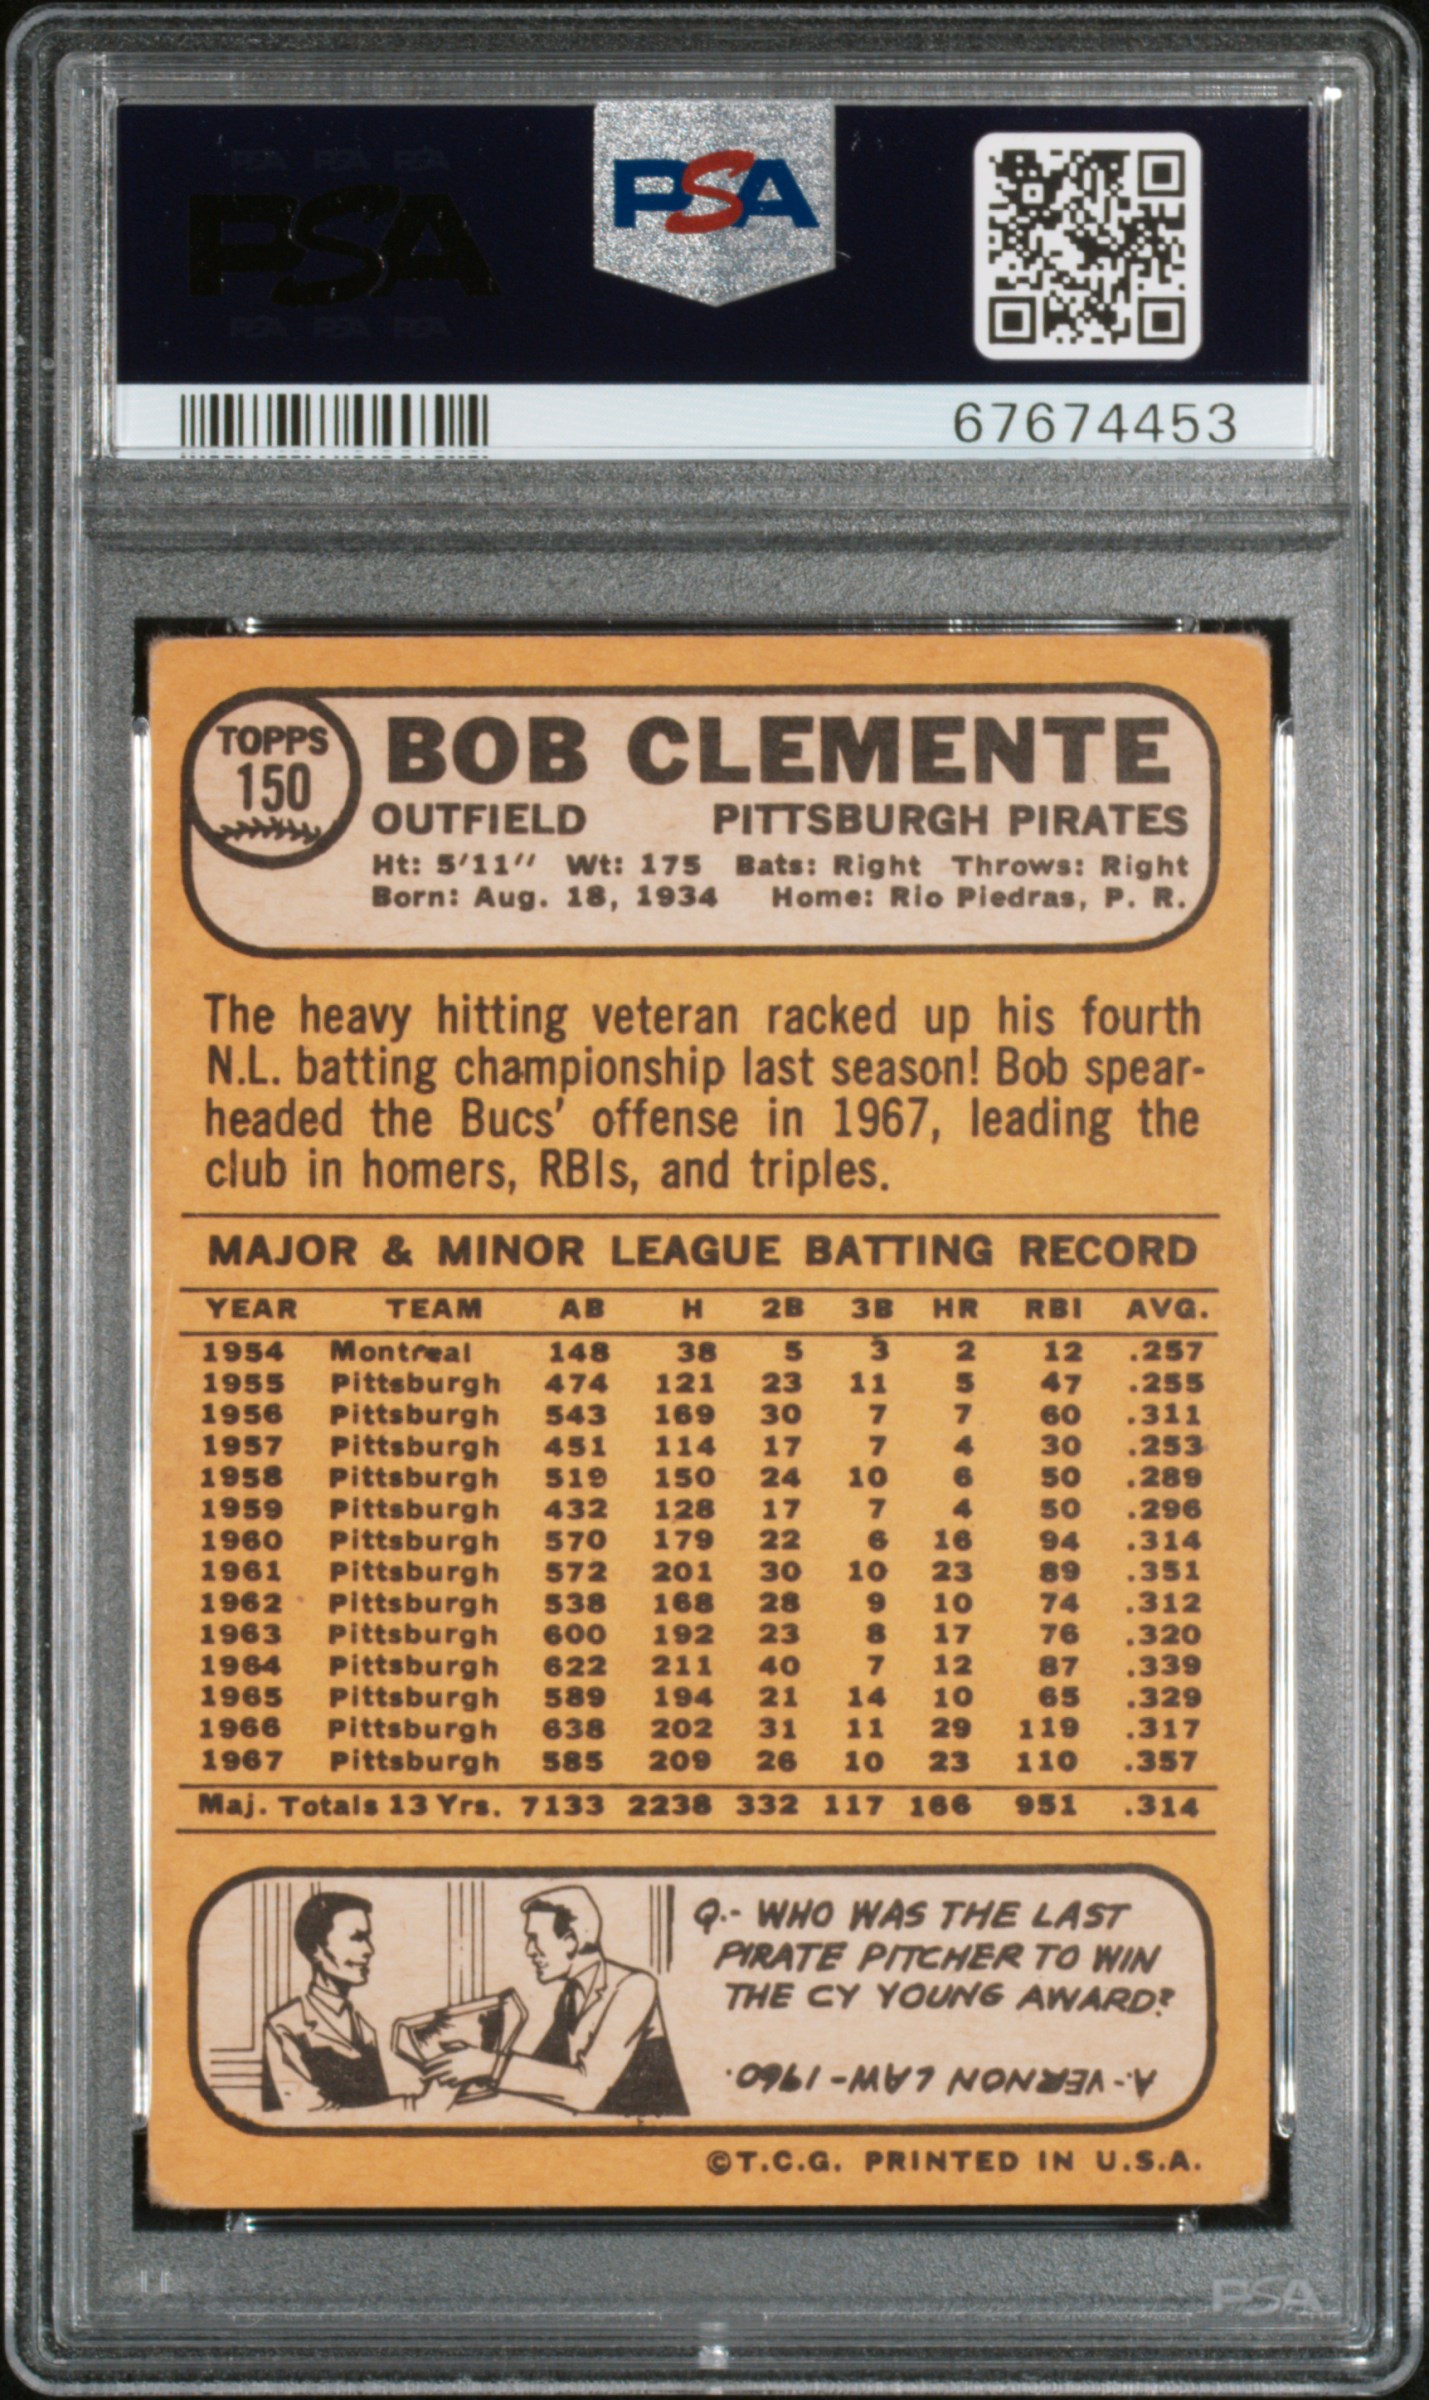 PSA PSA PSA
PSA
PSA PSA PSA
PSA
67674453
TOPPS
150
BOB CLEMENTE
OUTFIELD PITTSBURGH PIRATES
Ht: 5'11" Wt: 175 Bats: Right Throws: Right
Born: Aug. 18, 1934 Home: Rio Piedras, P. R.
The heavy hitting veteran racked up his fourth
N.L. batting championship last season! Bob spear-
headed the Bucs' offense in 1967, leading the
club in homers, RBIs, and triples.
MAJOR & MINOR LEAGUE BATTING RECORD
YEAR TEAM AB H 2B 3B HR RBI AVG.
1954 Montreal 148 38 5 3 2 12 .257
1955 Pittsburgh 474 121 23 11 5 47 .255
1956 Pittsburgh 543 169 30 7 7 60 .311
1957 Pittsburgh 451 114 17 7 4 30 .253
1958 Pittsburgh 519 150 24 10 6 50 .289
1959 Pittsburgh 432 128 17 7 4 50 .296
1960 Pittsburgh 570 179 22 6 16 94 .314
1961 Pittsburgh 572 201 30 10 23 89 .351
1962 Pittsburgh 538 168 28 9 10 74 .312
1963 Pittsburgh 600 192 23 8 17 76 .320
1964 Pittsburgh 622 211 40 7 12 87 .339
1965 Pittsburgh 589 194 21 14 10 65 .329
1966 Pittsburgh 638 202 31 11 29 119 .317
1967 Pittsburgh 585 209 26 10 23 110 .357
Maj. Totals 13 Yrs. 7133 2238 332 117 166 951 .314
Q.- WHO WAS THE LAST
PIRATE PITCHER TO WIN
THE CY YOUNG AWARD?
A.- VERNON LAW - 1960.
©T.C.G. PRINTED IN U.S.A.
PSA